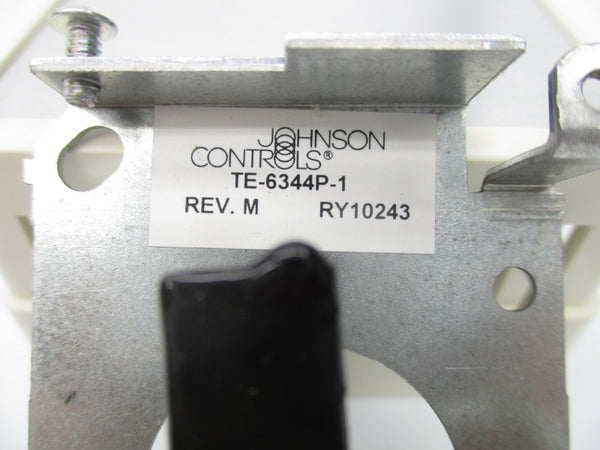 JOHNSON
CONTROLS®
TE-6344P-1
REV. M RY10243